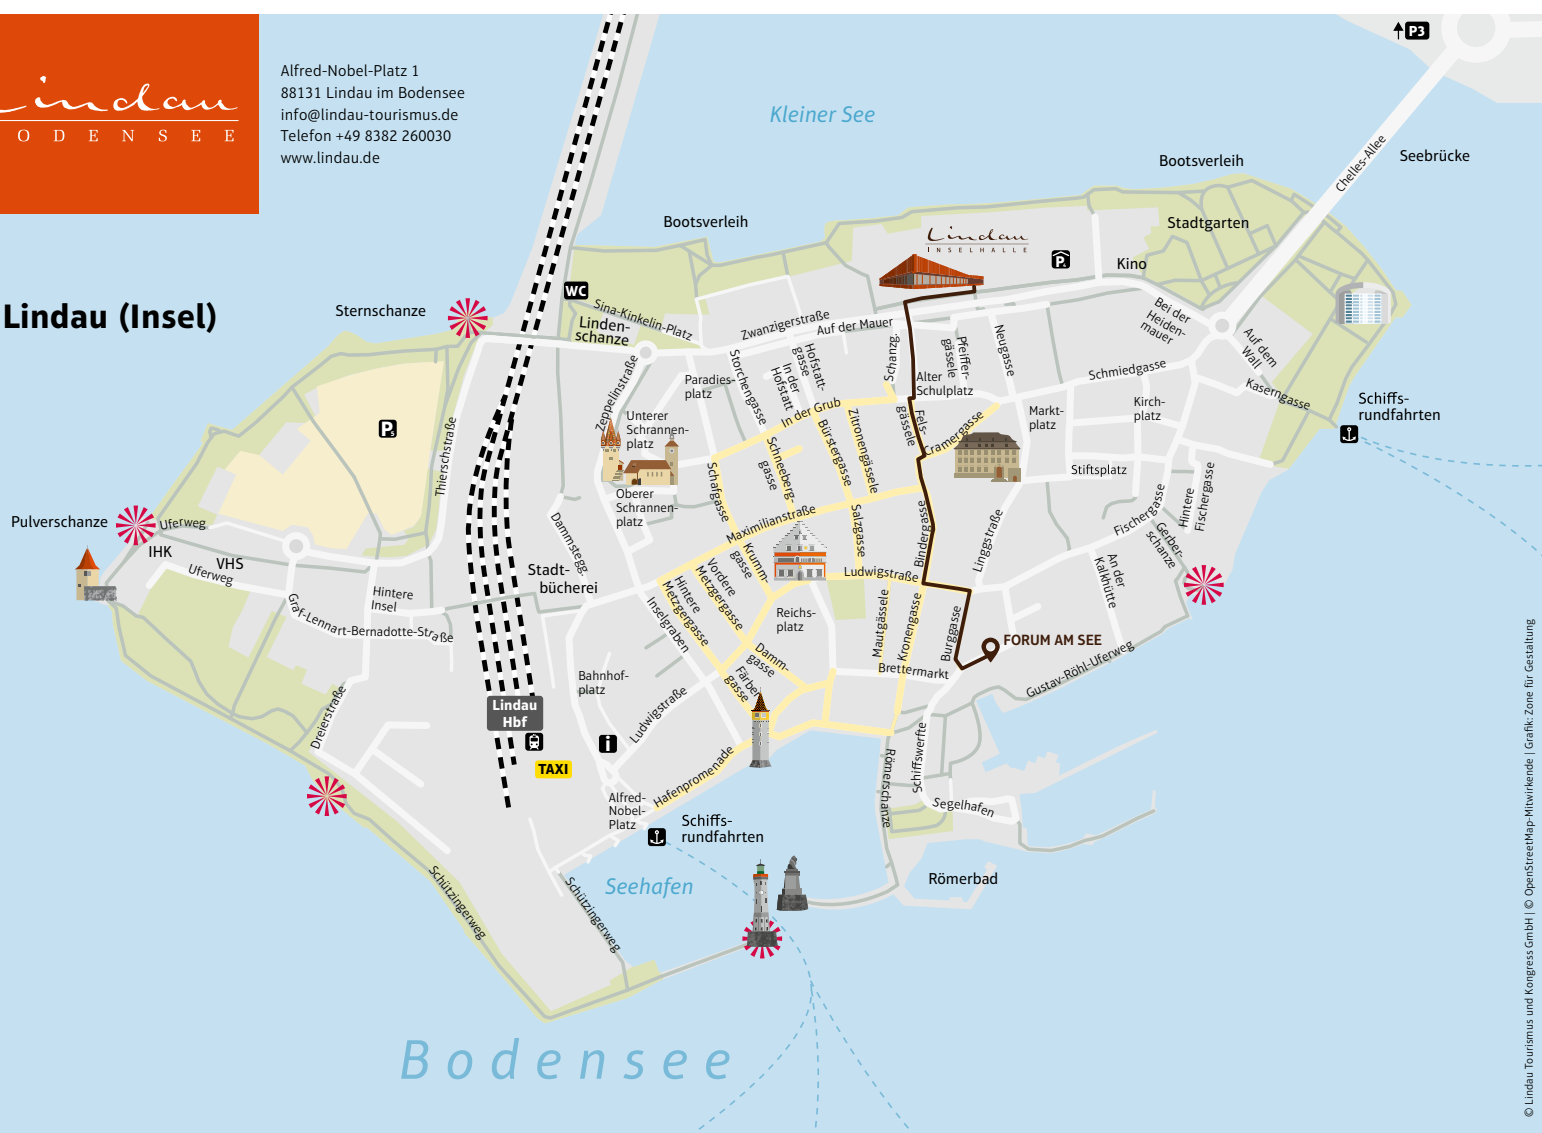 Lindau
BODENSEE
Alfred-Nobel-Platz 1
88131 Lindau im Bodensee
info@lindau-tourismus.de
Telefon +49 8382 260030
www.lindau.de
Lindau (Insel)
P3
Kleiner See
Chelles-Allee
Seebrücke
Bootsverleih
Stadtgarten
Bootsverleih
Lindau
INSELHALLE
P
Kino
WC
Sina-Kinkelin-Platz
Linden-
schanze
Sternschanze
Zwanzigerstraße
Auf der Mauer
Bei der
Heiden-
mauer
Auf dem
Wall
Schmiedgasse
Kaserngasse
Schiffs-
rundfahrten
Neugasse
Pfeiffer-
gässele
Schanzg.
Alter
Schulplatz
Hofstatt-
gasse
In der
Hofstatt
Storchengasse
Paradies-
platz
Zeppelinstraße
Unterer
Schrannen-
platz
In der Grub
Fels-
gässele
Cramergasse
Markt-
platz
Kirch-
platz
Zitronengässele
Bürstergasse
Schneeberg-
gasse
Schafgasse
Thierschstraße
P5
Stiftsplatz
Hintere
Fischergasse
Fischergasse
Gerber-
schanze
Oberer
Schrannen-
platz
Maximilianstraße
Salzgasse
Bindergasse
Linggstraße
An der
Kalkhütte
Dammstegg.
Krumm-
gasse
Vordere
Metzgergasse
Hintere
Metzgergasse
Ludwigstraße
Pulverschanze
Uferweg
IHK
VHS
Uferweg
Stadt-
bücherei
Hintere
Insel
Graf-Lennart-Bernadotte-Straße
Inselgraben
Reichs-
platz
Mautgässele
Kronengasse
Burggasse
FORUM AM SEE
Brettermarkt
Gustav-Röhl-Uferweg
Damm-
gasse
Färber-
gasse
Bahnhof-
platz
Ludwigstraße
Dreierstraße
Lindau
Hbf
i
TAXI
Hafenpromenade
Alfred-
Nobel-
Platz
Schiffs-
rundfahrten
Römerschanze
Schiffswerfte
Segelhafen
Römerbad
Seehafen
Schützingerweg
Schützingerweg
Bodensee
© Lindau Tourismus und Kongress GmbH | © OpenStreetMap-Mitwirkende | Grafik: Zone für Gestaltung